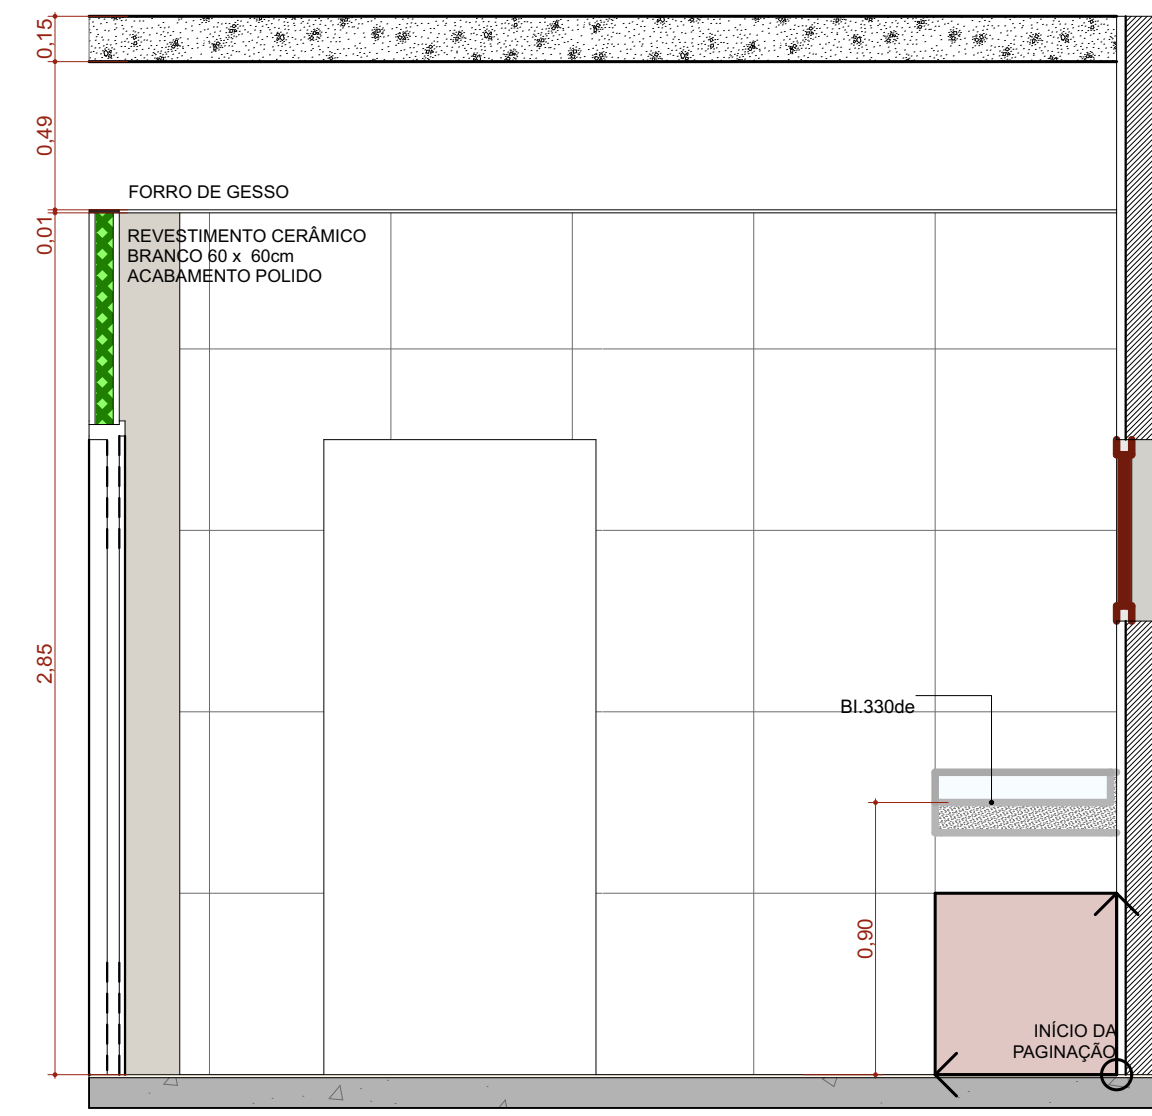 0,15
0,49
FORRO DE GESSO
0,01
REVESTIMENTO CERÂMICO
BRANCO 60 x  60cm
ACABAMENTO POLIDO
2,85
BI.330de
0,90
INÍCIO DA
PAGINAÇÃO